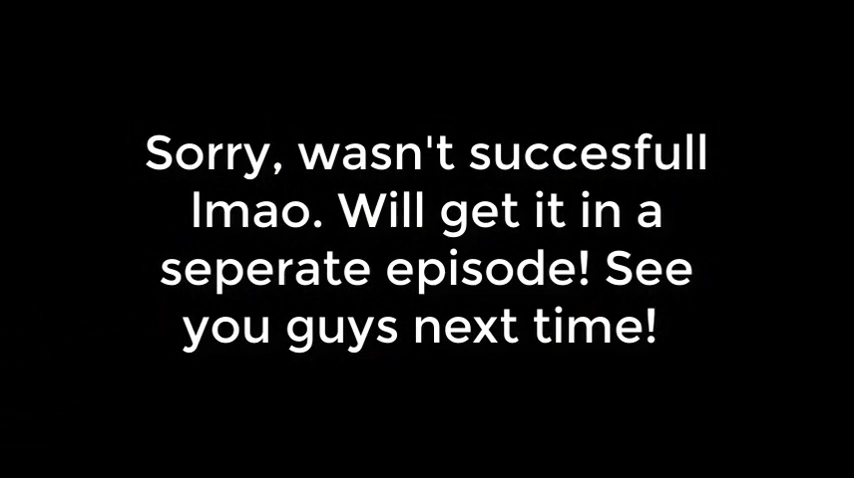 Sorry, wasn't succesfull
lmao. Will get it in a
seperate episode! See
you guys next time!